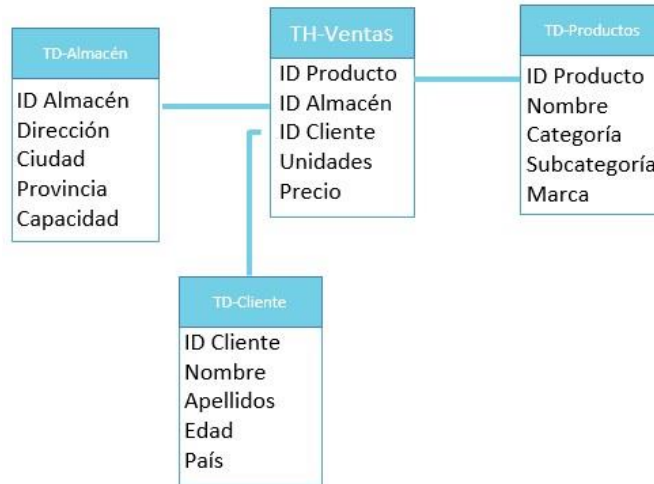 TD-Almacén
ID Almacén
Dirección
Ciudad
Provincia
Capacidad
TH-Ventas
ID Producto
ID Almacén
ID Cliente
Unidades
Precio
TD-Productos
ID Producto
Nombre
Categoría
Subcategoría
Marca
TD-Cliente
ID Cliente
Nombre
Apellidos
Edad
País